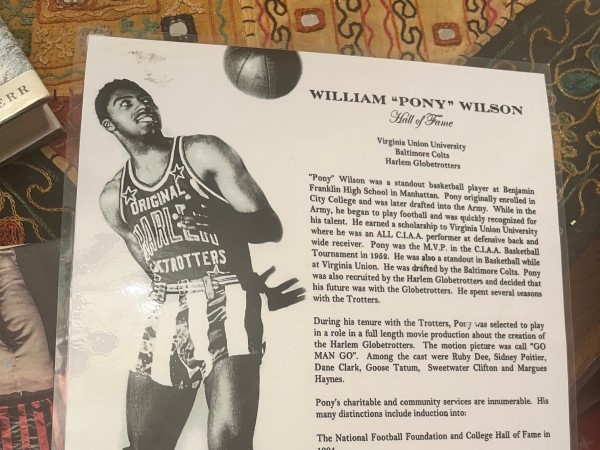 ERR
ORIGINAL
HARLEM
WILLIAM "PONY" WILSON
Hall of Fame
Virginia Union University
Baltimore Colts
Harlem Globetrotters
"Pony" Wilson was a standout basketball player at Benjamin
Franklin High School in Manhattan. Pony originally enrolled in
City College and was later drafted into the Army. While in the
Army, he began to play football and was quickly recognized for
his talent. He earned a scholarship to Virginia Union University
where he was an ALL C.I.A.A. performer at defensive back and
wide receiver. Pony was the M.V.P. in the C.I.A.A. Basketball
Tournament in 1952. He was also a standout in Basketball while
at Virginia Union. He was drafted by the Baltimore Colts. Pony
was also recruited by the Harlem Globetrotters and decided that
his future was with the Globetrotters. He spent several seasons
with the Trotters.
During his tenure with the Trotters, Pony was selected to play
in a role in a full length movie production about the creation of
the Harlem Globetrotters. The motion picture was call "GO
MAN GO". Among the cast were Ruby Dee, Sidney Poitier,
Dane Clark, Goose Tatum, Sweetwater Clifton and Margues
Haynes.
Pony's charitable and community services are innumerable. His
many distinctions include induction into:
The National Football Foundation and College Hall of Fame in